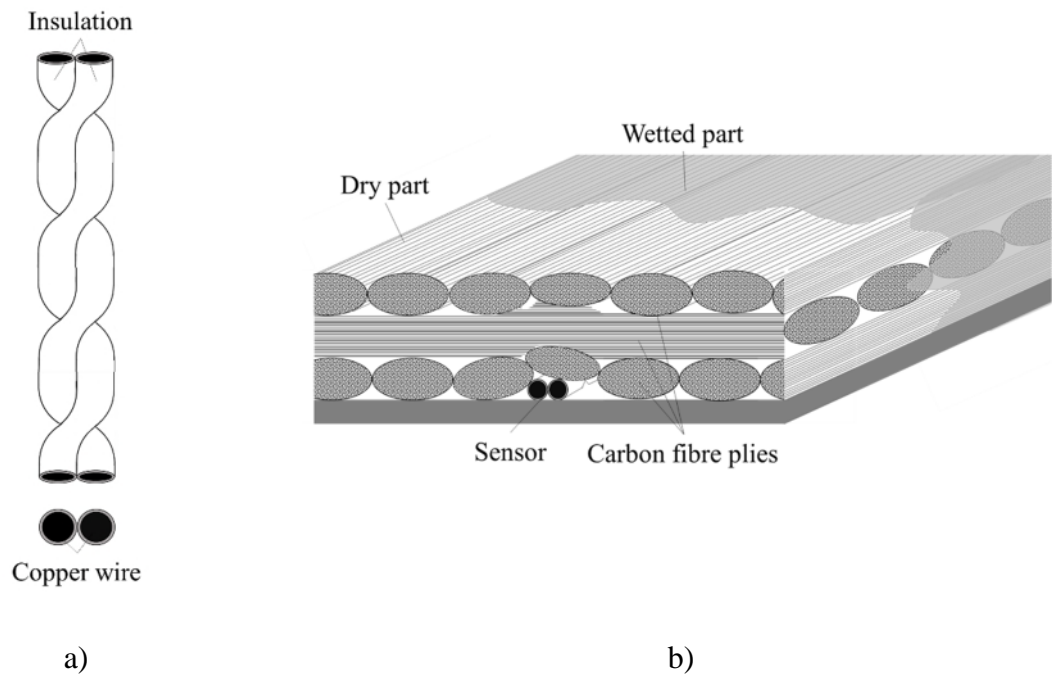 Insulation
Copper wire
a)
Wetted part
Dry part
Sensor
Carbon fibre plies
b)